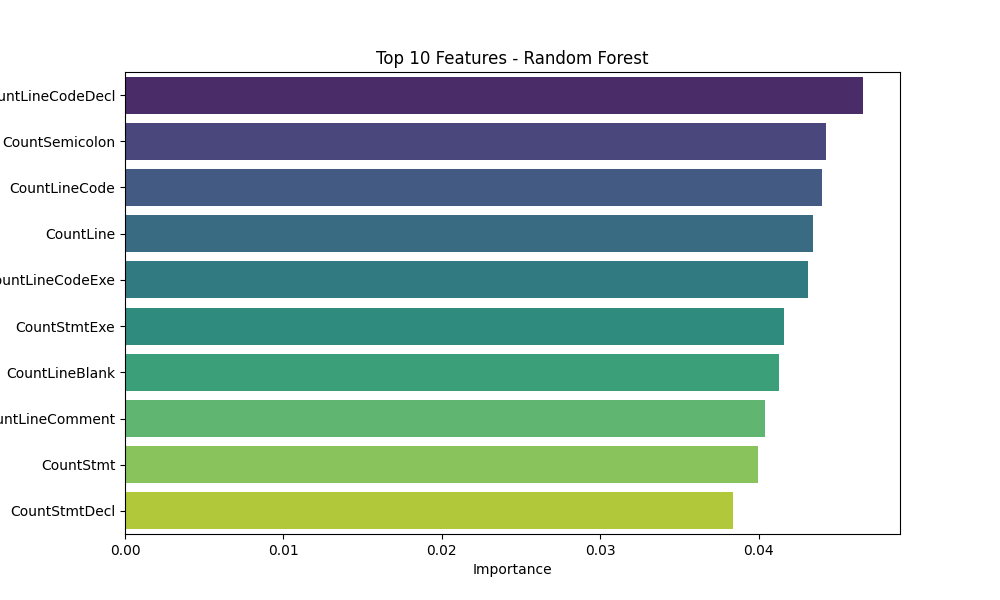 Top 10 Features - Random Forest
untLineCodeDecl
CountSemicolon
CountLineCode
CountLine
ountLineCodeExe
CountStmtExe
CountLineBlank
untLineComment
CountStmt
CountStmtDecl
0.00 0.01 0.02 0.03 0.04
Importance